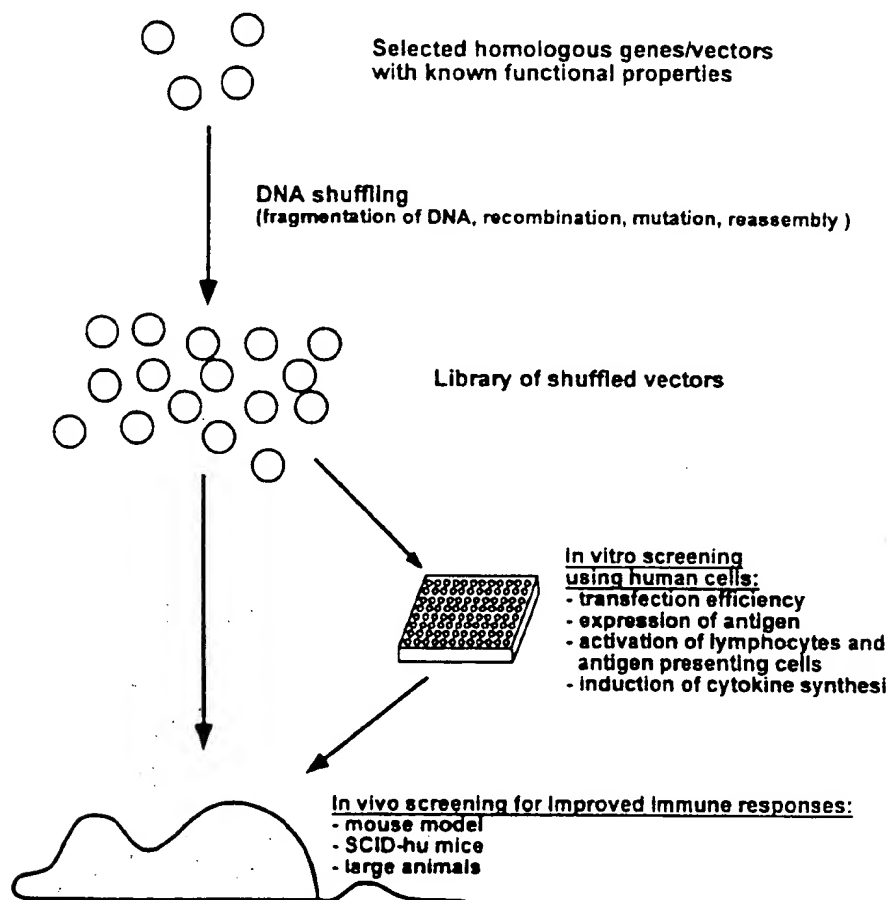 Selected homologous genes/vectors
with known functional properties
DNA shuffling
(fragmentation of DNA, recombination, mutation, reassembly )
Library of shuffled vectors
In vitro screening
using human cells:
- transfection efficiency
- expression of antigen
- activation of lymphocytes and
antigen presenting cells
- induction of cytokine synthesi
In vivo screening for improved immune responses:
- mouse model
- SCID-hu mice
- large animals